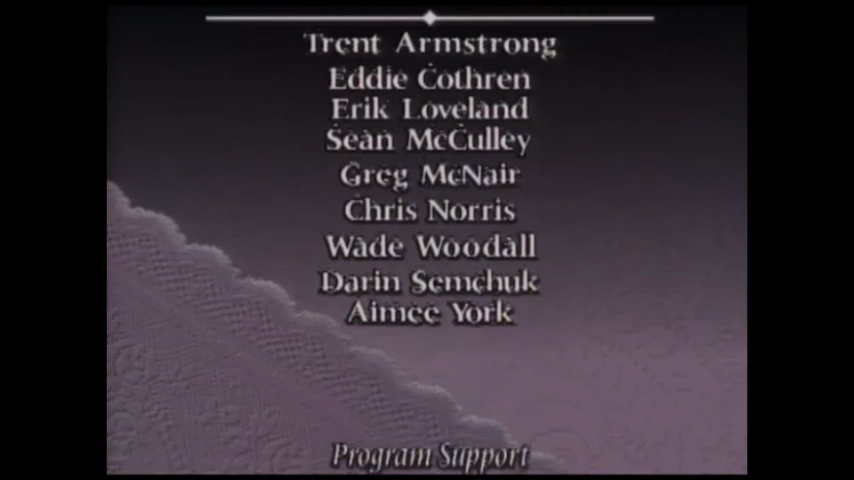 Trent Armstrong
Eddie Cothren
Erik Loveland
Sean McCulley
Greg McNair
Chris Norris
Wade Woodall
Darin Semchuk
Aimee York
Program Support